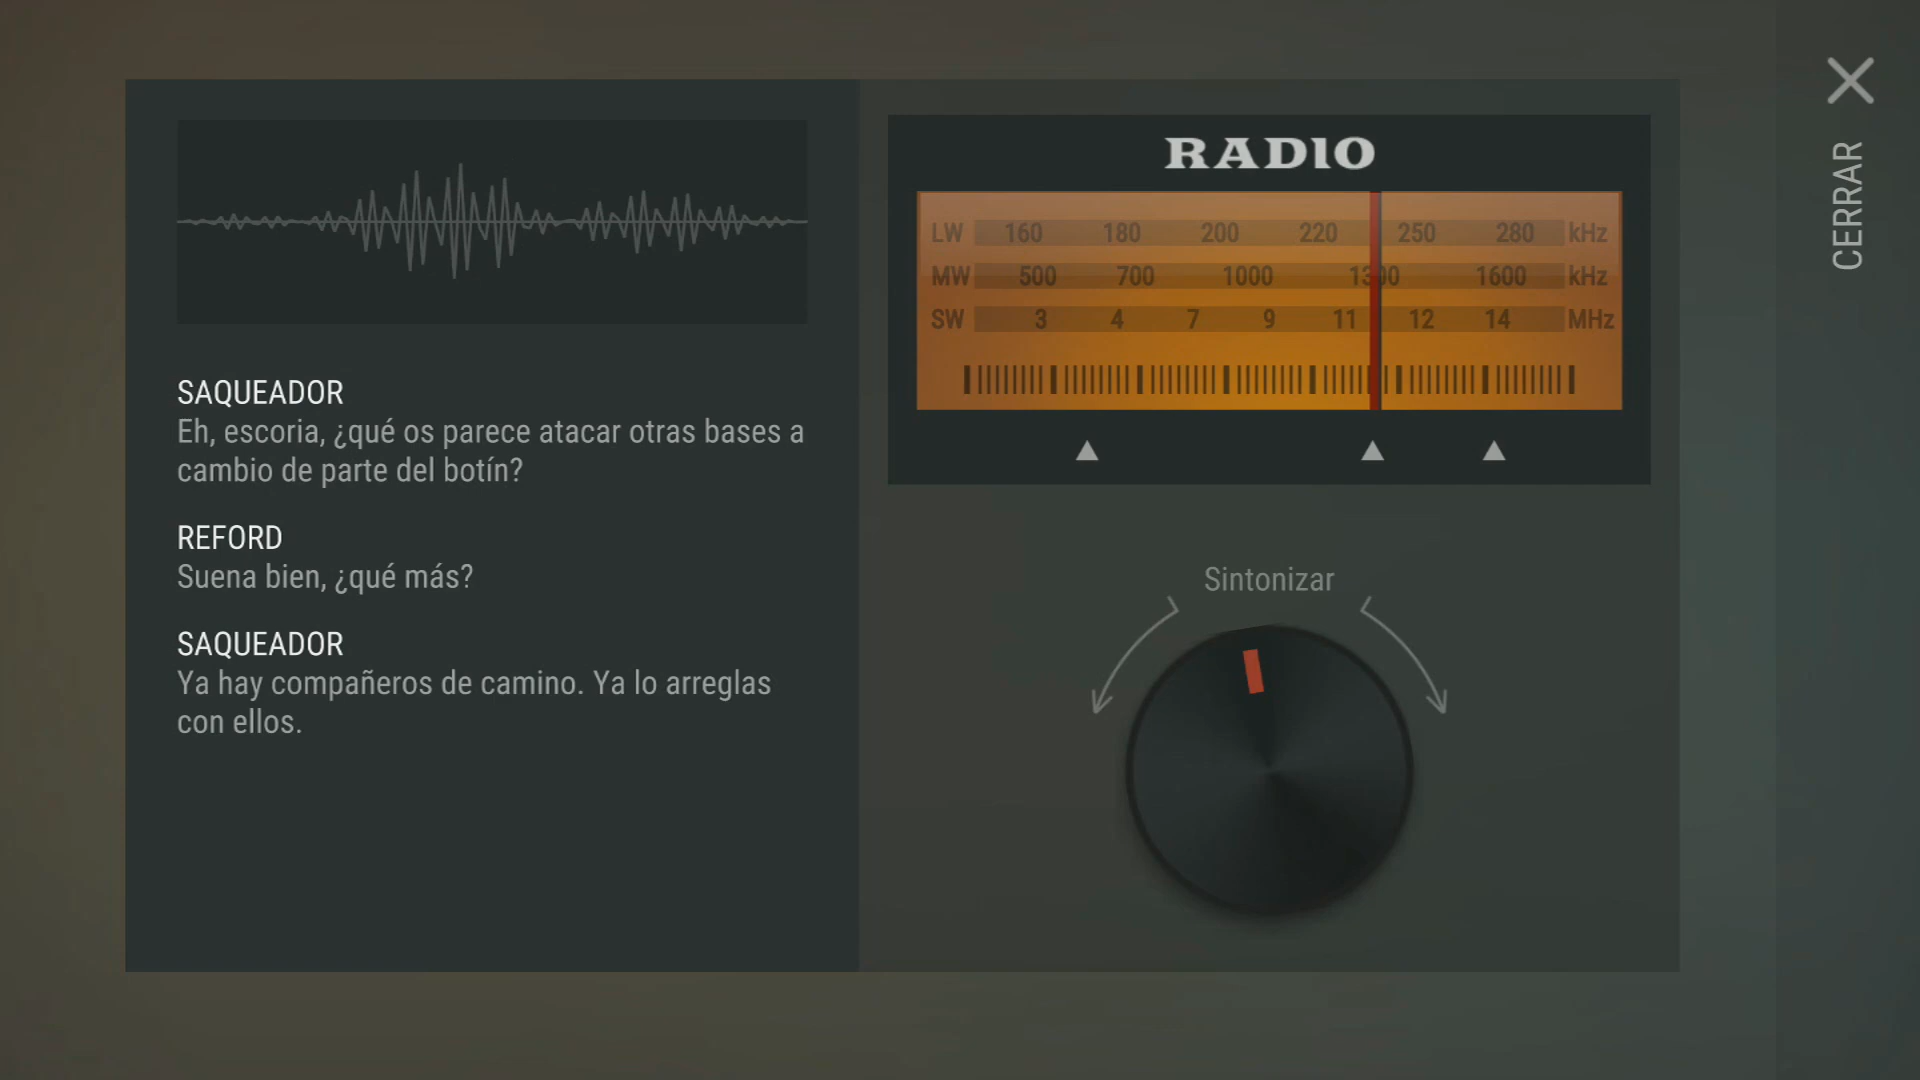 SAQUEADOR
Eh, escoria, ¿qué os parece atacar otras bases a
cambio de parte del botín?
REFORD
Suena bien, ¿qué más?
SAQUEADOR
Ya hay compañeros de camino. Ya lo arreglas
con ellos.
RADIO
LW 160 180 200 220 250 280 kHz
MW 500 700 1000 1300 1600 kHz
SW 3 4 7 9 11 12 14 MHz
Sintonizar
CERRAR